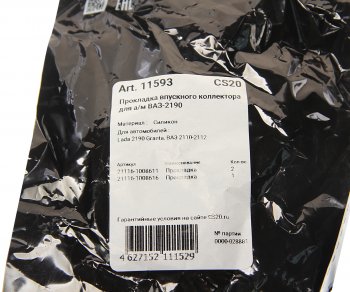 Art. 11593 CS20
Прокладка впускного коллектора
для а/м ВАЗ-2190
Материал: Силикон
Для автомобилей:
Lada 2190 Granta, ВАЗ 2110-2112
Артикул Наименование Кол-во
21116-1008611 Прокладка 2
21116-1008616 Прокладка 1
Гарантийные условия на сайте CS20.ru
№ партии
0000-028861
4 627152 111529